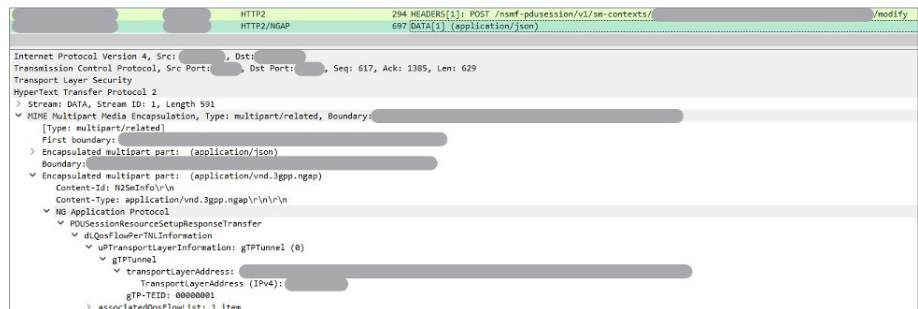 HTTP2 294 HEADERS[1]: POST /nsmf-pdusession/v1/sm-contexts/ /modify
HTTP2/NGAP 697 DATA[1] (application/json)
Internet Protocol Version 4, Src: , Dst:
Transmission Control Protocol, Src Port: , Dst Port: , Seq: 617, Ack: 1385, Len: 629
Transport Layer Security
HyperText Transfer Protocol 2
Stream: DATA, Stream ID: 1, Length 591
MIME Multipart Media Encapsulation, Type: multipart/related, Boundary:
[Type: multipart/related]
First boundary:
Encapsulated multipart part: (application/json)
Boundary:
Encapsulated multipart part: (application/vnd.3gpp.ngap)
Content-Id: N2SmInfo\r\n
Content-Type: application/vnd.3gpp.ngap\r\n\r\n
NG Application Protocol
PDUSessionResourceSetupResponseTransfer
dLQosFlowPerTNLInformation
uPTransportLayerInformation: gTPTunnel (0)
gTPTunnel
transportLayerAddress:
TransportLayerAddress (IPv4):
gTP-TEID: 00000001
associatedQosFlowList: 1 item